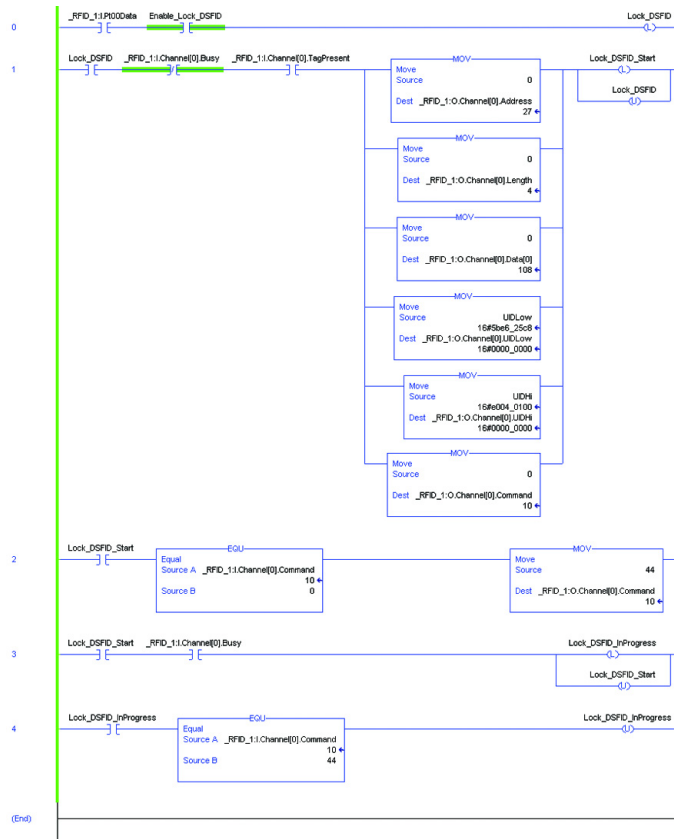 _RFID_1:I.Pt00Data Enable_Lock_DSFID Lock_DSFID
0
L
Lock_DSFID _RFID_1:I.Channel[0].Busy _RFID_1:I.Channel[0].TagPresent MOV Lock_DSFID_Start
1
Move
L
Source 0
Lock_DSFID
Dest _RFID_1:O.Channel[0].Address
U
27
MOV
Move
Source 0
Dest _RFID_1:O.Channel[0].Length
4
MOV
Move
Source 0
Dest _RFID_1:O.Channel[0].Data[0]
108
MOV
Move
Source UIDLow
16#5be6_25c8
Dest _RFID_1:O.Channel[0].UIDLow
16#0000_0000
MOV
Move
Source UIDHi
16#e004_0100
Dest _RFID_1:O.Channel[0].UIDHi
16#0000_0000
MOV
Move
Source 0
Dest _RFID_1:O.Channel[0].Command
10
Lock_DSFID_Start EQU MOV
2
Equal Move
Source A _RFID_1:I.Channel[0].Command Source 44
10
Source B 0 Dest _RFID_1:O.Channel[0].Command
10
Lock_DSFID_Start _RFID_1:I.Channel[0].Busy Lock_DSFID_InProgress
3
L
Lock_DSFID_Start
U
Lock_DSFID_InProgress EQU Lock_DSFID_InProgress
4
Equal
U
Source A _RFID_1:I.Channel[0].Command
10
Source B 44
(End)